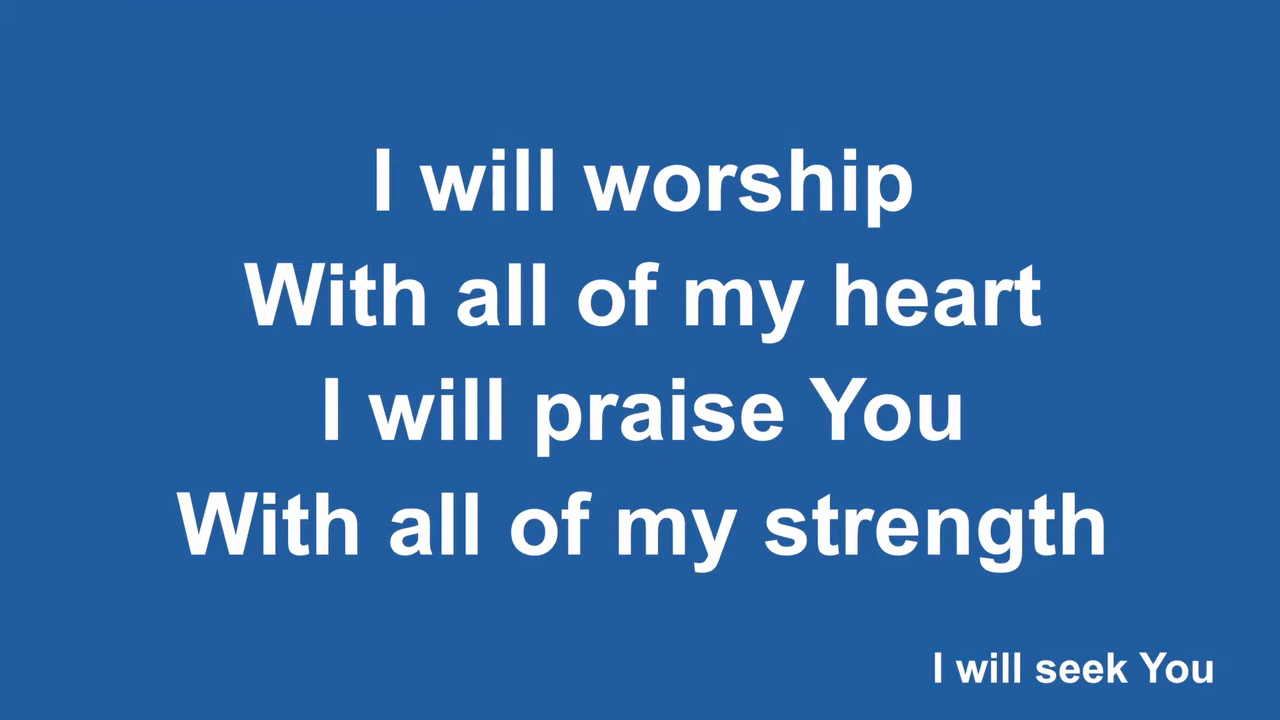 I will worship
With all of my heart
I will praise You
With all of my strength
I will seek You